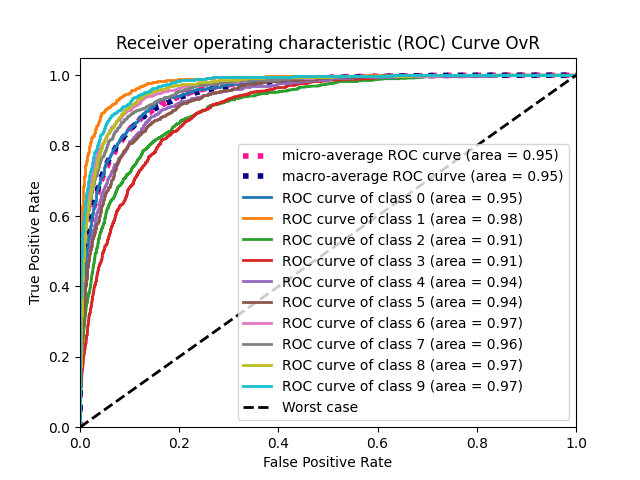 Receiver operating characteristic (ROC) Curve OvR
True Positive Rate
1.0
0.8
0.6
0.4
0.2
0.0
micro-average ROC curve (area = 0.95)
macro-average ROC curve (area = 0.95)
ROC curve of class 0 (area = 0.95)
ROC curve of class 1 (area = 0.98)
ROC curve of class 2 (area = 0.91)
ROC curve of class 3 (area = 0.91)
ROC curve of class 4 (area = 0.94)
ROC curve of class 5 (area = 0.94)
ROC curve of class 6 (area = 0.97)
ROC curve of class 7 (area = 0.96)
ROC curve of class 8 (area = 0.97)
ROC curve of class 9 (area = 0.97)
Worst case
0.0 0.2 0.4 0.6 0.8 1.0
False Positive Rate